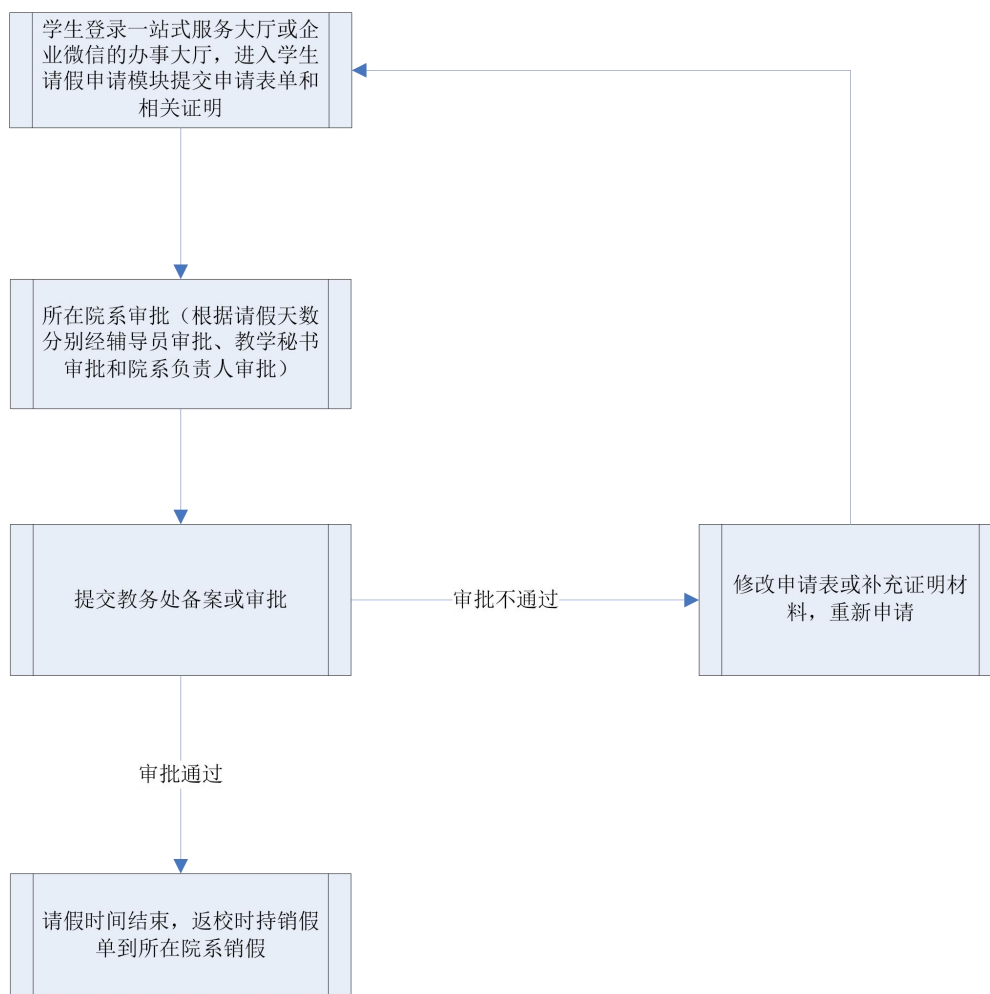 学生登录一站式服务大厅或企
业微信的办事大厅，进入学生
请假申请模块提交申请表单和
相关证明
所在院系审批（根据请假天数
分别经辅导员审批、教学秘书
审批和院系负责人审批）
提交教务处备案或审批
审批不通过
修改申请表或补充证明材
料，重新申请
审批通过
请假时间结束，返校时持销假
单到所在院系销假